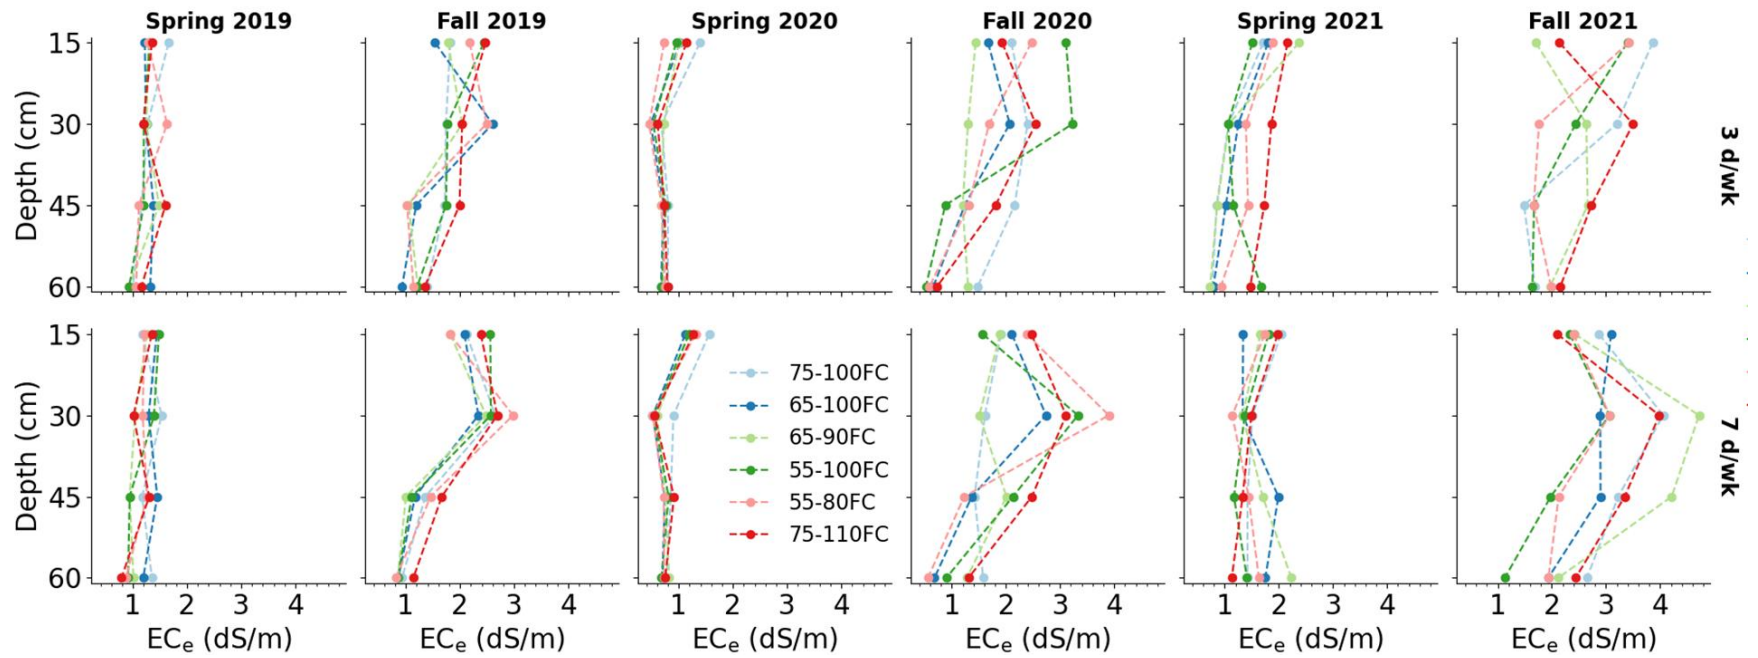 Spring 2019 Fall 2019 Spring 2020 Fall 2020 Spring 2021 Fall 2021
15
30
45
60
Depth (cm)
3 d/wk
15
30
45
60
Depth (cm)
7 d/wk
75-100FC
65-100FC
65-90FC
55-100FC
55-80FC
75-110FC
1 2 3 4 1 2 3 4 1 2 3 4 1 2 3 4 1 2 3 4 1 2 3 4
ECe (dS/m) ECe (dS/m) ECe (dS/m) ECe (dS/m) ECe (dS/m) ECe (dS/m)